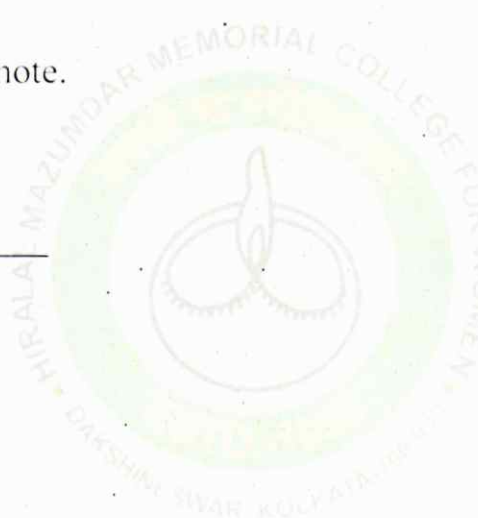 note.
HIRALAL MAZUMDAR MEMORIAL COLLEGE FOR WOMEN
DAKSHINESWAR KOLKATA